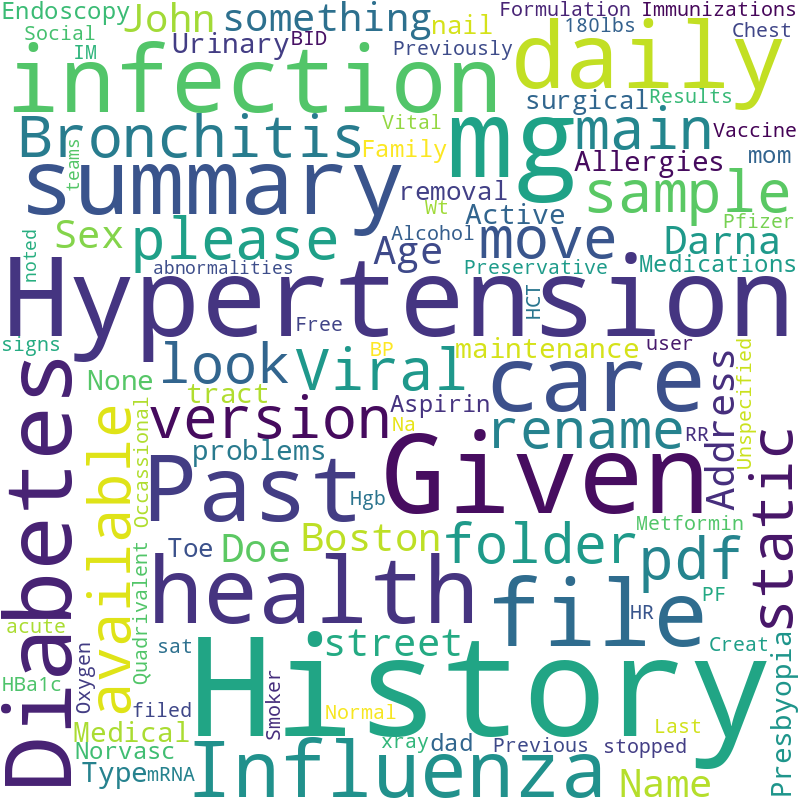 Endoscopy John something nail Formulation Immunizations
Social Urinary BID Previously 180lbs Chest
IM infection daily
surgical Results
Bronchitis Vital mg main Vaccine
teams Family Allergies mom
summary removal sample
Wt Active Pfizer
Sex please Alcohol Age move Darna
noted abnormalities Preservative Medications
Hypertension
HCT
Free
signs BP maintenance user
look Viral care
None tract Aspirin Address Unspecified
Diabetes available Occassional version Na rename RR
problems
Past Given static
Hgb
Toe Doe Boston folder Metformin pdf
Quadrivalent health file PF
acute HR
sat street Creat Presbyopia
HBa1c Oxygen History
filed Smoker Normal
Medical Last
Norvasc xray dad Previous stopped
Type mRNA Influenza Name